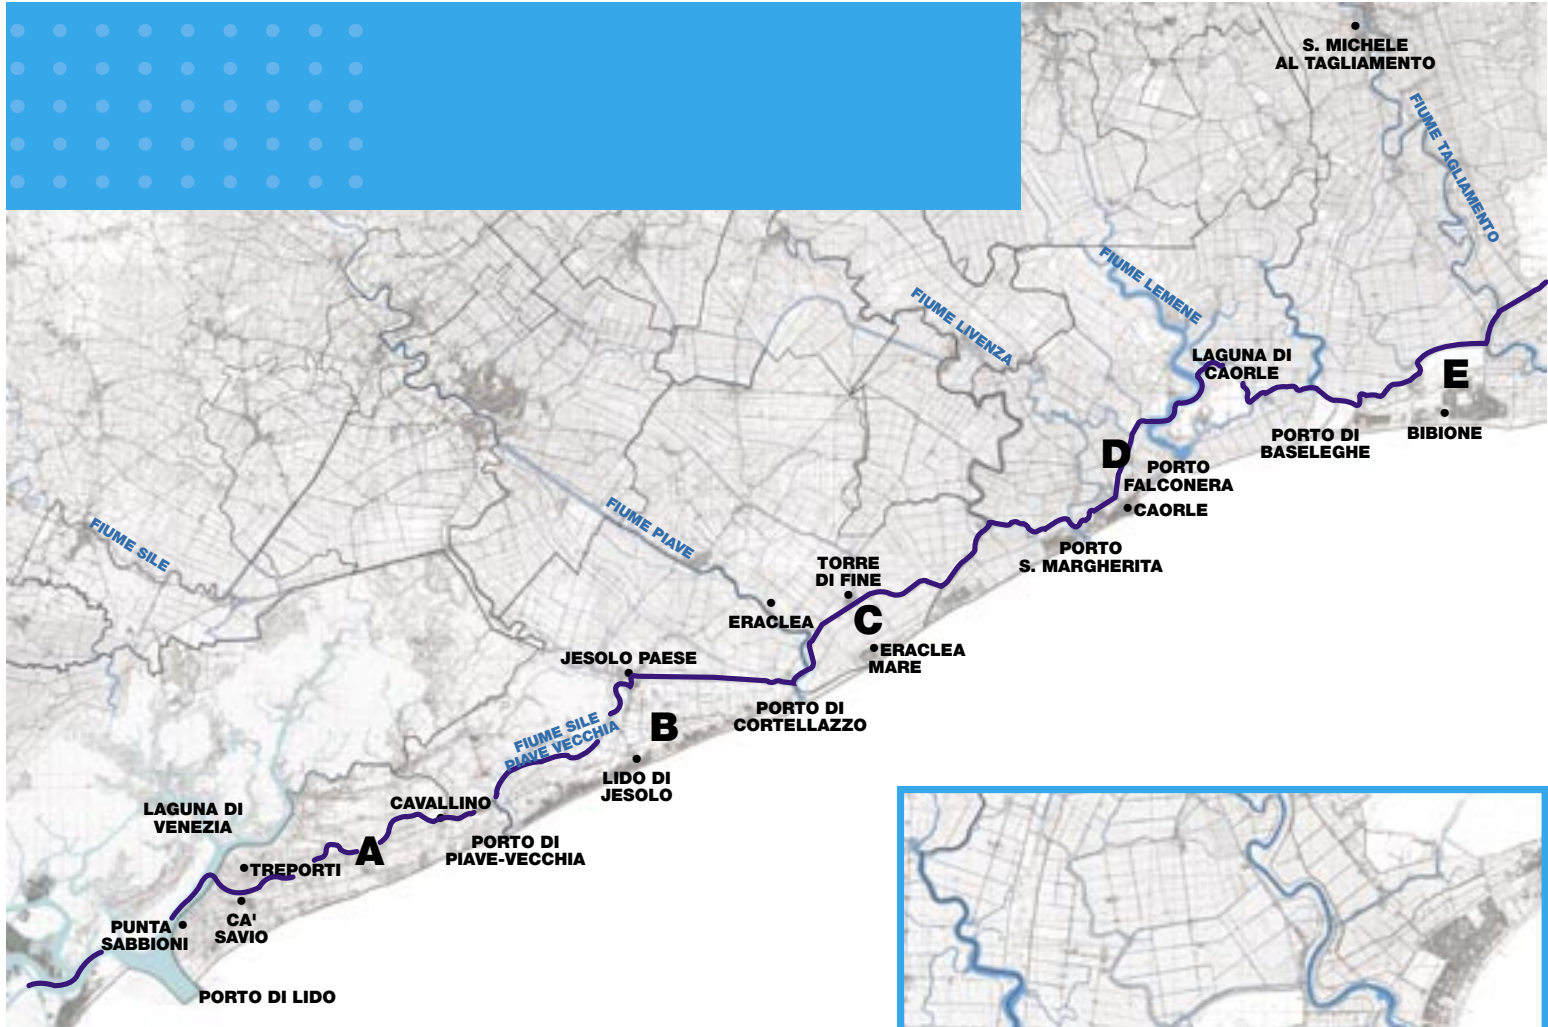 S. MICHELE
AL TAGLIAMENTO
FIUME TAGLIAMENTO
FIUME LEMENE
FIUME LIVENZA
LAGUNA DI
CAORLE
E
BIBIONE
PORTO DI
BASELEGHE
D
PORTO
FALCONERA
CAORLE
PORTO
S. MARGHERITA
FIUME SILE
FIUME PIAVE
TORRE
DI FINE
ERACLEA
C
ERACLEA
MARE
JESOLO PAESE
PORTO DI
CORTELLAZZO
FIUME SILE
PIAVE VECCHIA
B
LIDO DI
JESOLO
LAGUNA DI
VENEZIA
CAVALLINO
PORTO DI
PIAVE-VECCHIA
A
TREPORTI
CA'
SAVIO
PUNTA
SABBIONI
PORTO DI LIDO